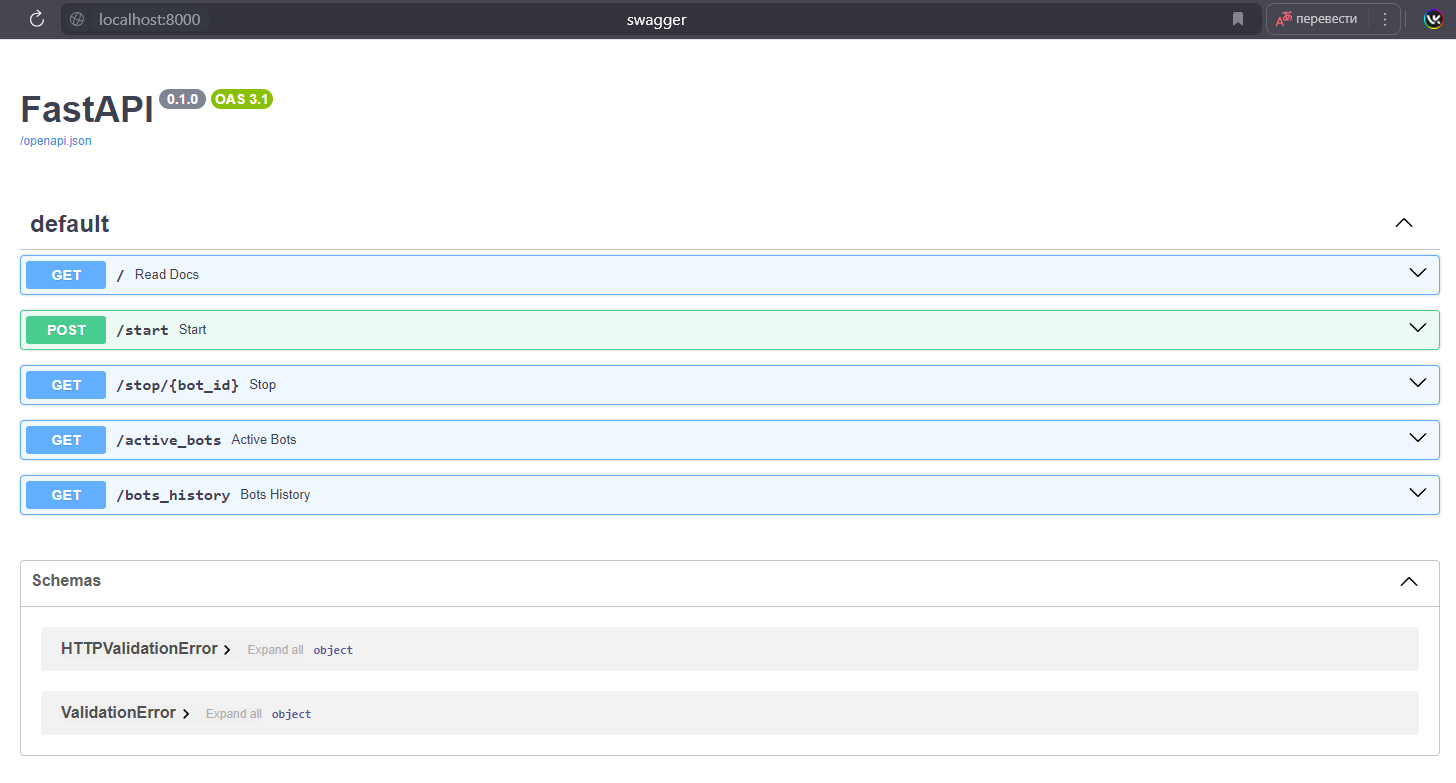 localhost:8000 swagger перевести
FastAPI 0.1.0 OAS 3.1
/openapi.json
default
GET / Read Docs
POST /start Start
GET /stop/{bot_id} Stop
GET /active_bots Active Bots
GET /bots_history Bots History
Schemas
HTTPValidationError Expand all object
ValidationError Expand all object